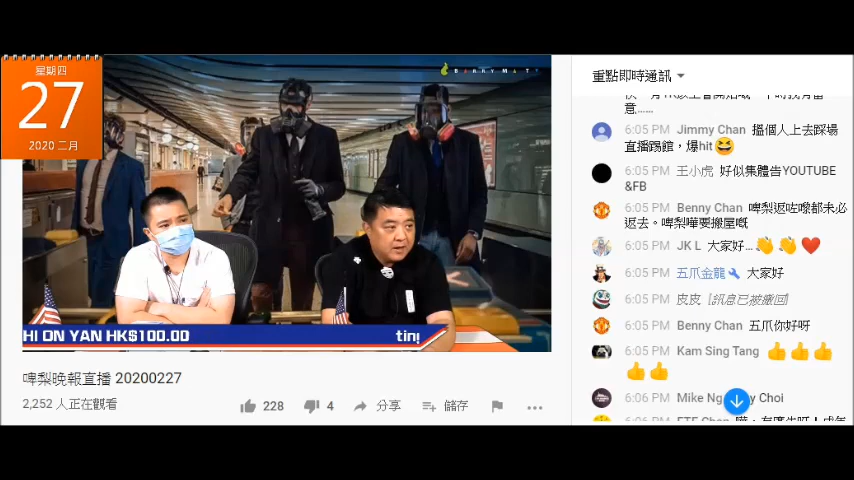 星期四
27
2020 二月
BARRYMATT
HI ON YAN HK$100.00
ting
啤梨晚報直播 20200227
2,252 人正在觀看
228
4
分享
儲存
重點即時通訊
意......
6:05 PM Jimmy Chan 搵個人上去踩場
直播踢館，爆hit
6:05 PM 王小虎 好似集體告YOUTUBE
&FB
6:05 PM Benny Chan 啤梨返咗嚟都未必
返去。啤梨嘩要搬屋嘅
6:05 PM JK L 大家好...
6:05 PM 五爪金龍 大家好
6:05 PM 皮皮 [訊息已被撤回]
6:05 PM Benny Chan 五爪你好呀
6:05 PM Kam Sing Tang
6:06 PM Mike Ng
y Choi